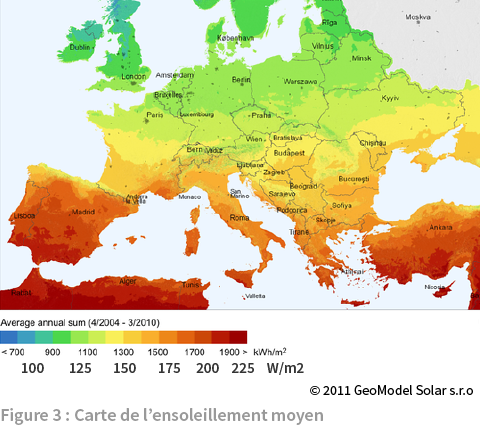 Rīga
Moskva
København
Vilnius
Dublin
Minsk
London
Amsterdam
Berlin
Warszawa
Bruxelles
Kyyiv
Luxembourg
Praha
Paris
Wien
Bratislava
Chisinau
Bern
Vaduz
Budapest
Ljubljana
Zagreb
Beograd
Bucureşti
Andorra
la Vella
Monaco
San
Marino
Sarajevo
Sofiya
Lisboa
Madrid
Roma
Podgorica
Skopje
Tiranë
Ankara
Athinai
Alger
Tunis
Rabat
Nicosia
Valletta
Average annual sum (4/2004 - 3/2010)
< 700 900 1100 1300 1500 1700 1900 > kWh/m²
100 125 150 175 200 225 W/m2
© 2011 GeoModel Solar s.r.o
Figure 3 : Carte de l’ensoleillement moyen